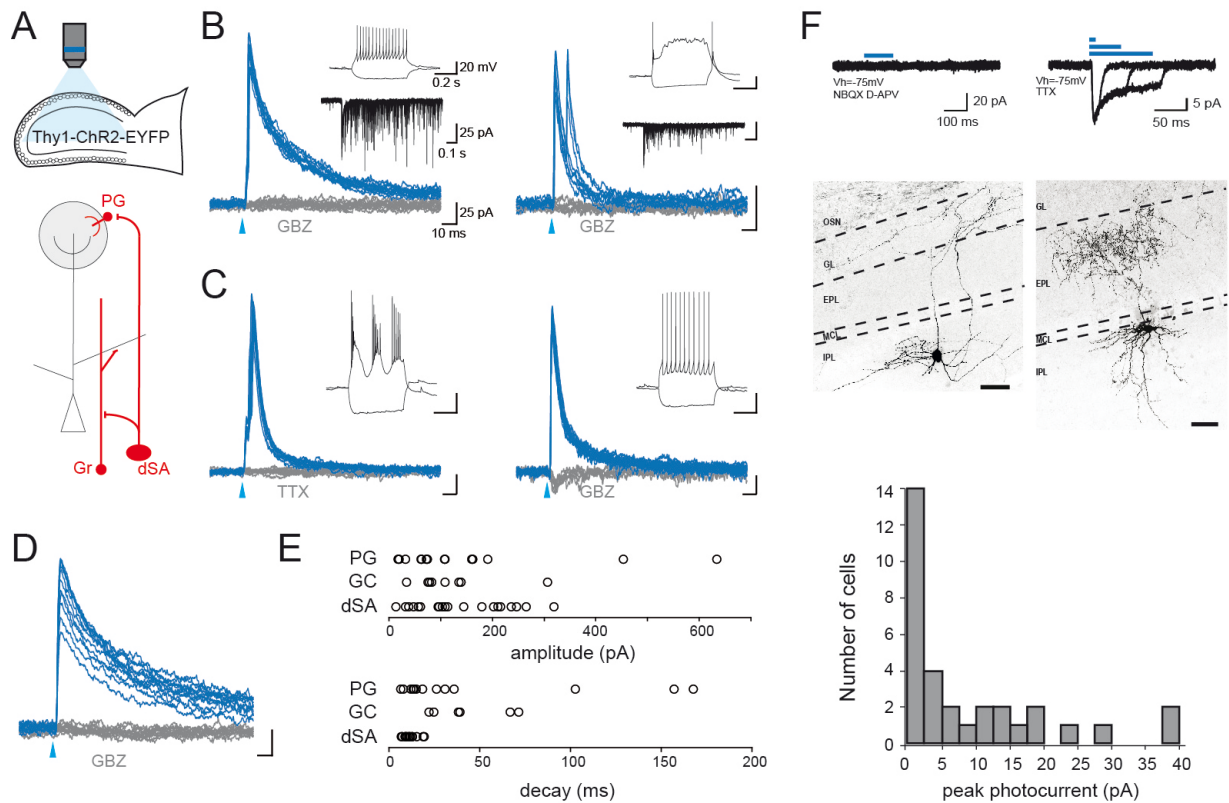 A
Thy1-ChR2-EYFP
PG
Gr
dSA
B
20 mV
0.2 s
25 pA
0.1 s
25 pA
10 ms
GBZ
GBZ
C
TTX
GBZ
D
GBZ
E
PG
GC
dSA
0 200 400 600
amplitude (pA)
PG
GC
dSA
0 50 100 150 200
decay (ms)
F
Vh=-75mV
NBQX D-APV
20 pA
100 ms
Vh=-75mV
TTX
5 pA
50 ms
OSN
GL
EPL
MCL
IPL
GL
EPL
MCL
IPL
14
12
10
8
6
4
2
0
Number of cells
0 5 10 15 20 25 30 35 40
peak photocurrent (pA)